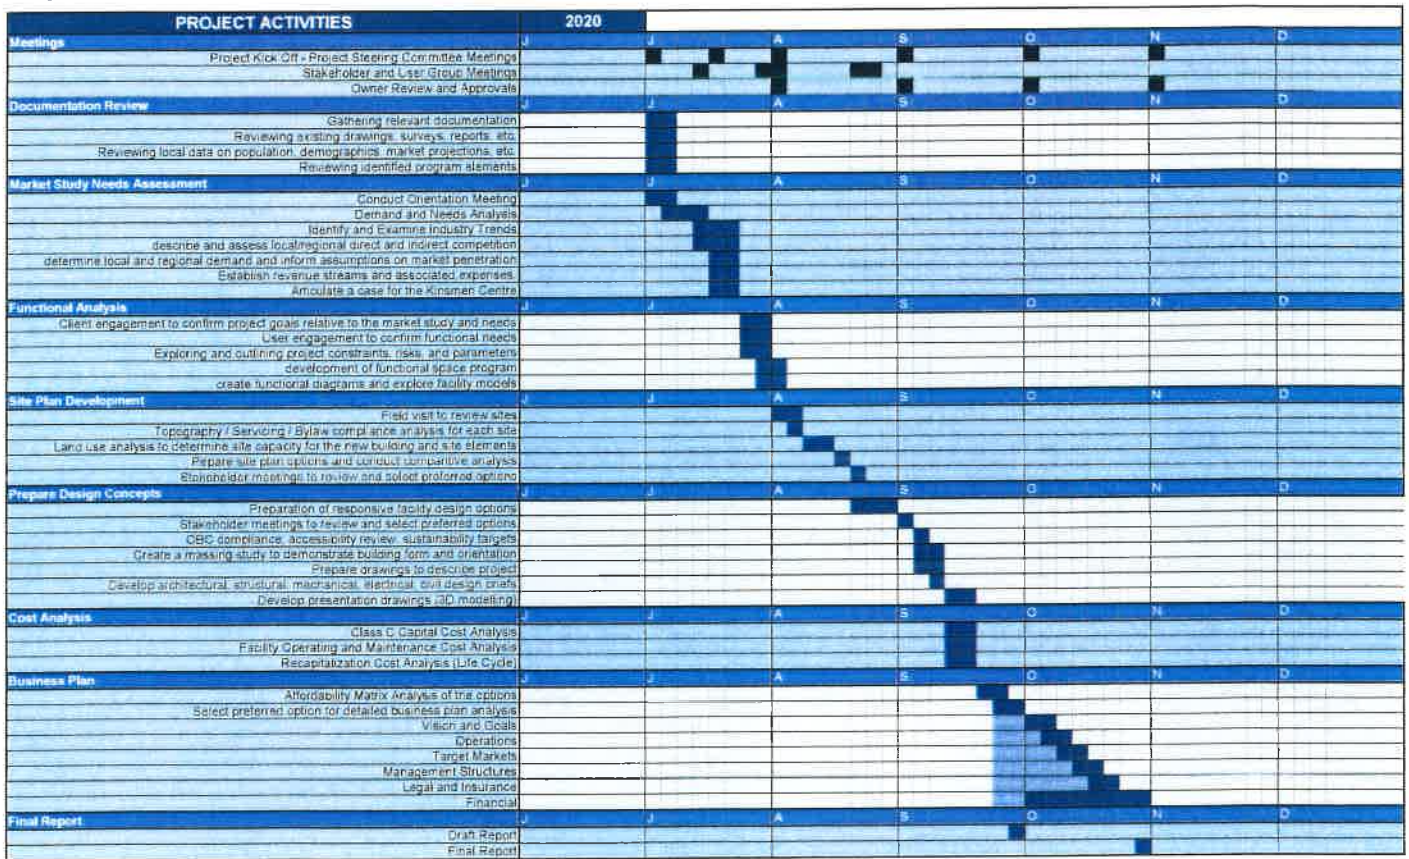 PROJECT ACTIVITIES 2020
Meetings J J A S O N D
Project Kick Off - Project Steering Committee Meetings
Stakeholder and User Group Meetings
Owner Review and Approvals
Documentation Review J J A S O N D
Gathering relevant documentation
Reviewing existing drawings, surveys, reports, etc.
Reviewing local data on population, demographics, market projections, etc.
Reviewing identified program elements
Market Study Needs Assessment J J A S O N D
Conduct Orientation Meeting
Demand and Needs Analysis
Identify and Examine Industry Trends
describe and assess local/regional direct and indirect competition
determine local and regional demand and inform assumptions on market penetration
Establish revenue streams and associated expenses.
Articulate a case for the Kinsmen Centre
Functional Analysis J J A S O N D
Client engagement to confirm project goals relative to the market study and needs
User engagement to confirm functional needs
Exploring and outlining project constraints, risks, and parameters
development of functional space program
create functional diagrams and explore facility models
Site Plan Development J J A S O N D
Field visit to review sites
Topography / Servicing / Bylaw compliance analysis for each site
Land use analysis to determine site capacity for the new building and site elements
Pepare site plan options and conduct comparitive analysis
Stakeholder meetings to review and select preferred options
Prepare Design Concepts J J A S O N D
Preparation of responsive facility design options
Stakeholder meetings to review and select preferred options
OBC compliance, accessibility review, sustainability targets
Create a massing study to demonstrate building form and orientation
Prepare drawings to describe project
Develop architectural, structural, mechanical, electrical, civil design briefs
Develop presentation drawings (3D modelling)
Cost Analysis J J A S O N D
Class C Capital Cost Analysis
Facility Operating and Maintenance Cost Analysis
Recapitalization Cost Analysis (Life Cycle)
Business Plan J J A S O N D
Affordability Matrix Analysis of the options
Select preferred option for detailed business plan analysis
Vision and Goals
Operations
Target Markets
Management Structures
Legal and Insurance
Financial
Final Report J J A S O N D
Draft Report
Final Report